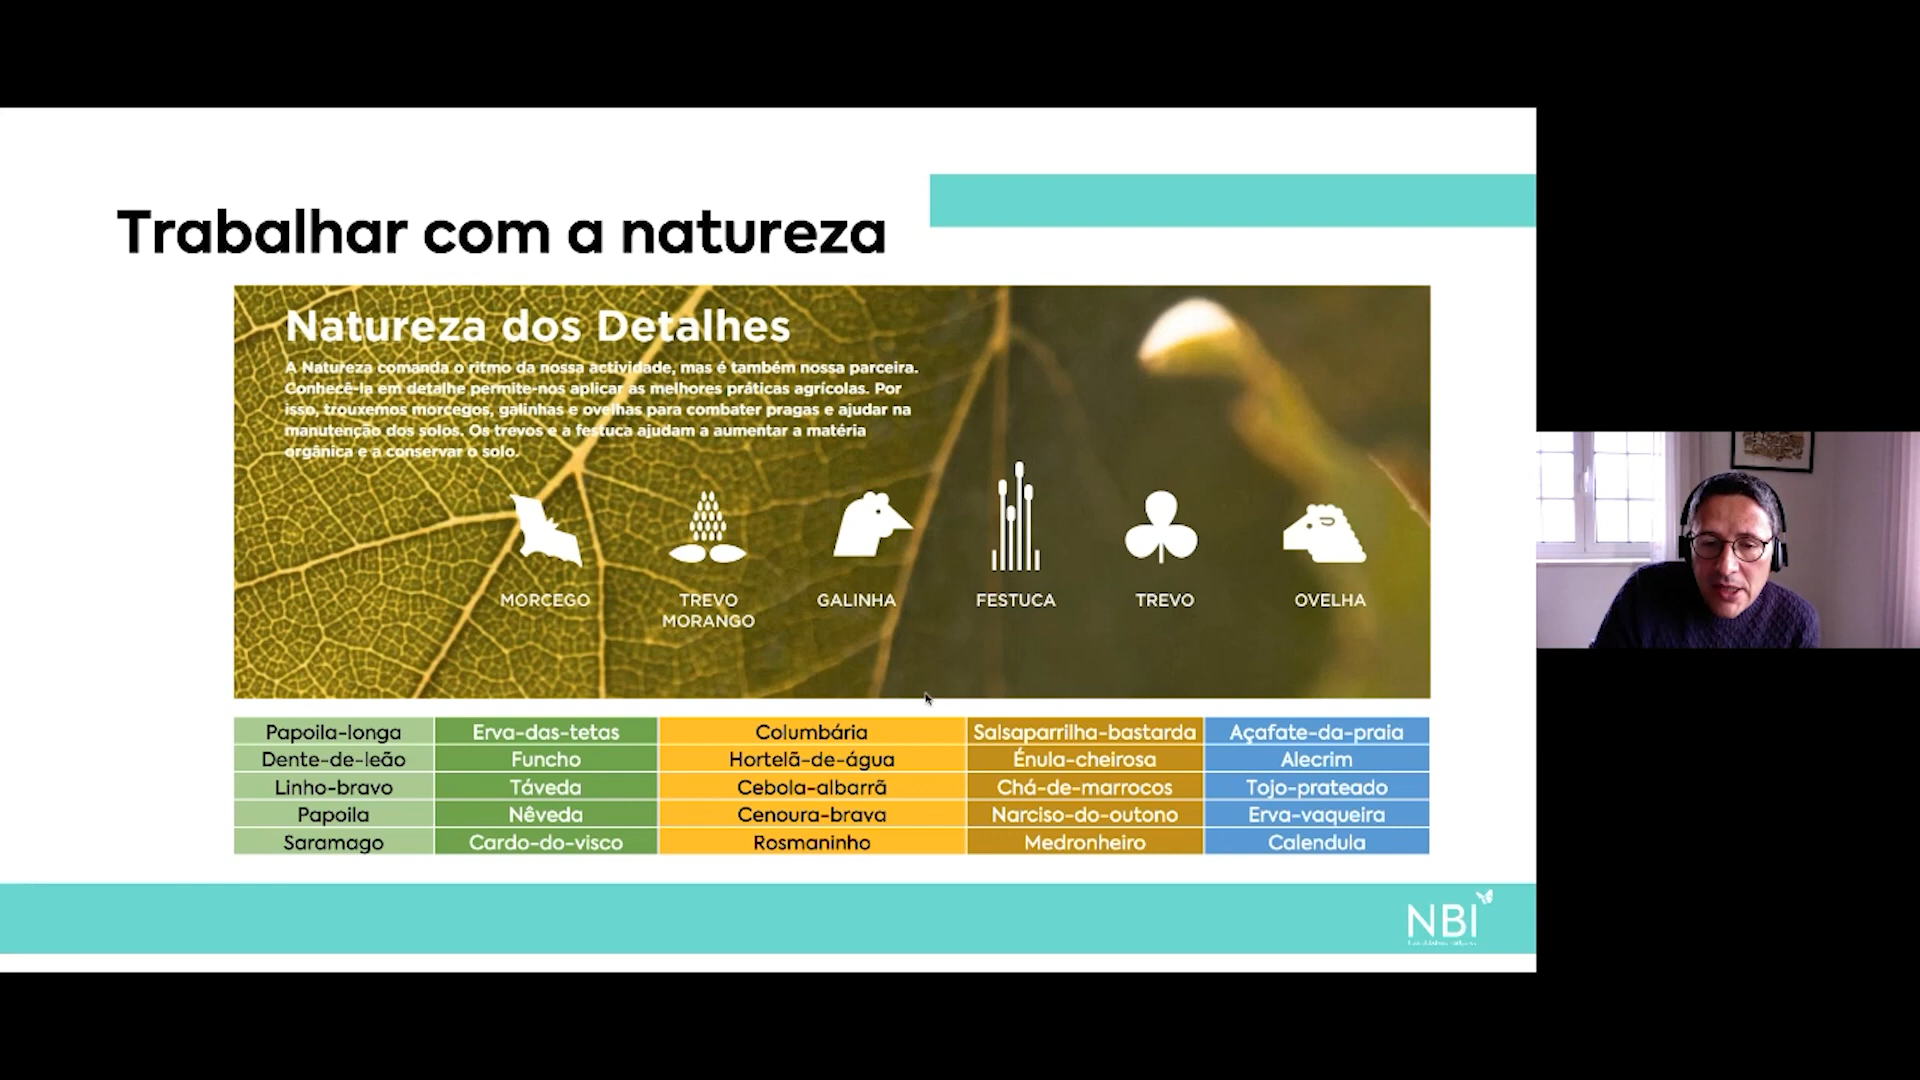 Trabalhar com a natureza
Natureza dos Detalhes
A Natureza comanda o ritmo da nossa actividade, mas é também nossa parceira.
Conhecê-la em detalhe permite-nos aplicar as melhores práticas agrícolas. Por
isso, trouxemos morcegos, galinhas e ovelhas para combater pragas e ajudar na
manutenção dos solos. Os trevos e a festuca ajudam a aumentar a matéria
orgânica e a conservar o solo.
MORCEGO
TREVO
MORANGO
GALINHA
FESTUCA
TREVO
OVELHA
Papoila-longa Erva-das-tetas Columbária Salsaparrilha-bastarda Açafate-da-praia
Dente-de-leão Funcho Hortelã-de-água Énula-cheirosa Alecrim
Linho-bravo Táveda Cebola-albarrã Chá-de-marrocos Tojo-prateado
Papoila Nêveda Cenoura-brava Narciso-do-outono Erva-vaqueira
Saramago Cardo-do-visco Rosmaninho Medronheiro Calendula
NBI